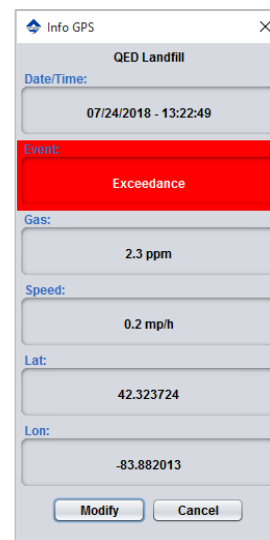 Info GPS
QED Landfill
Date/Time:
07/24/2018 - 13:22:49
Event:
Exceedance
Gas:
2.3 ppm
Speed:
0.2 mp/h
Lat:
42.323724
Lon:
-83.882013
Modify Cancel